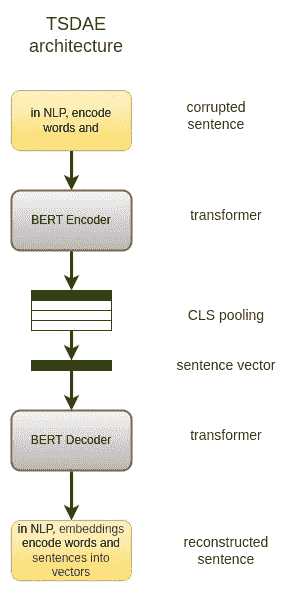 TSDAE
architecture
in NLP, encode
words and
corrupted
sentence
BERT Encoder
transformer
CLS pooling
sentence vector
BERT Decoder
transformer
in NLP, embeddings
encode words and
sentences into
vectors
reconstructed
sentence